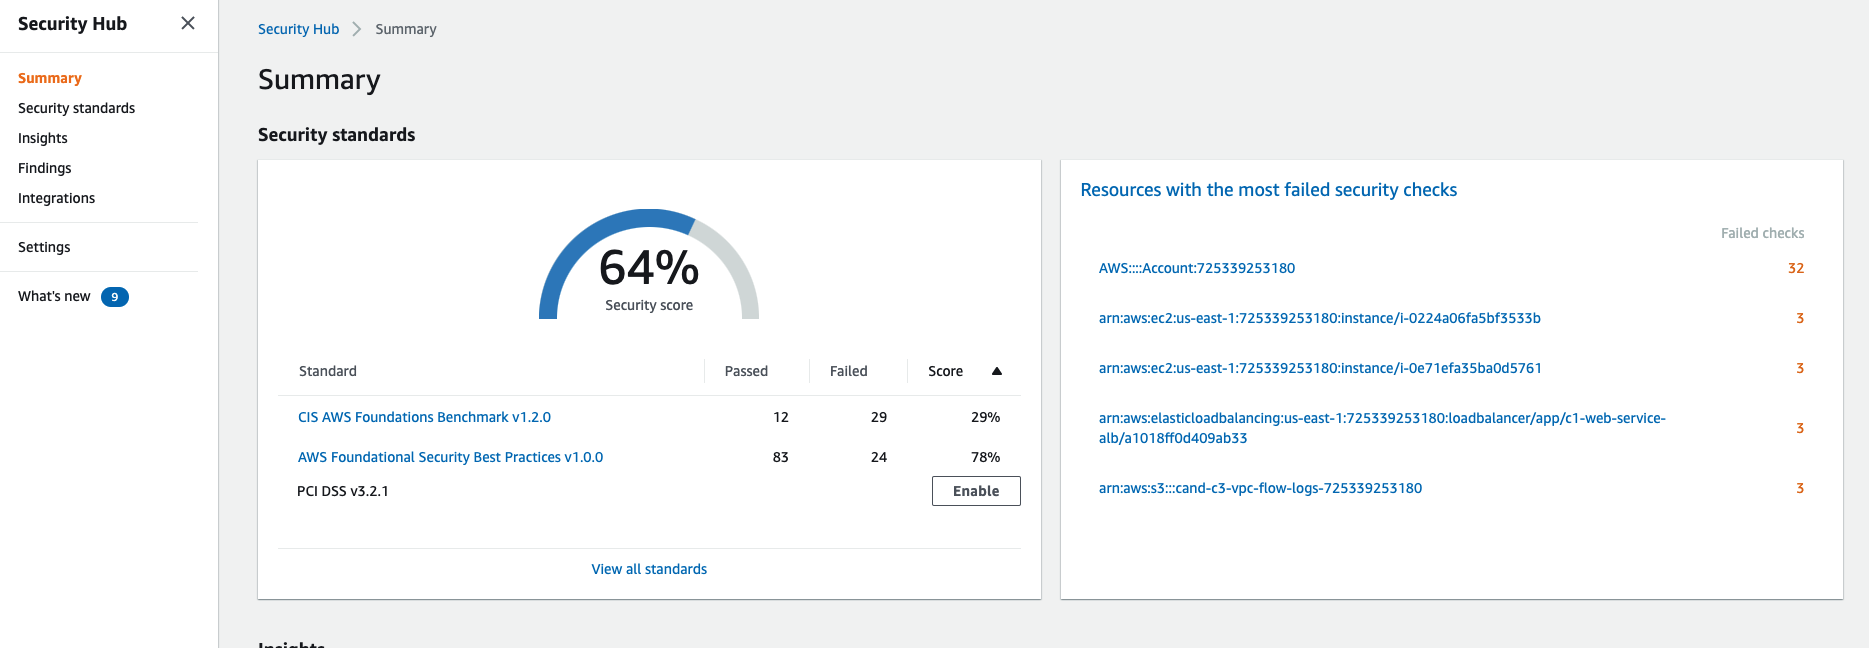 Security Hub
Summary
Security standards
Insights
Findings
Integrations
Settings
What's new 9
Security Hub Summary
Summary
Security standards
64%
Security score
Standard Passed Failed Score
CIS AWS Foundations Benchmark v1.2.0 12 29 29%
AWS Foundational Security Best Practices v1.0.0 83 24 78%
PCI DSS v3.2.1 Enable
View all standards
Resources with the most failed security checks
Failed checks
AWS::::Account:725339253180 32
arn:aws:ec2:us-east-1:725339253180:instance/i-0224a06fa5bf3533b 3
arn:aws:ec2:us-east-1:725339253180:instance/i-0e71efa35ba0d5761 3
arn:aws:elasticloadbalancing:us-east-1:725339253180:loadbalancer/app/c1-web-service-
alb/a1018ff0d409ab33 3
arn:aws:s3:::cand-c3-vpc-flow-logs-725339253180 3
Insights